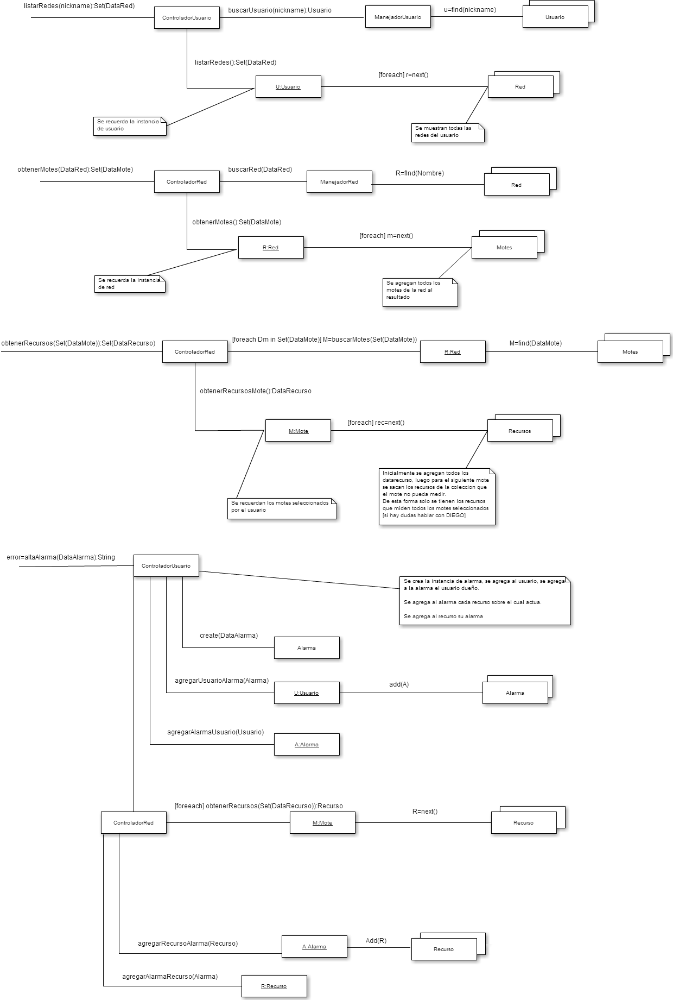 listarRedes(nickname):Set(DataRed)
ControladorUsuario
buscarUsuario(nickname):Usuario
ManejadorUsuario
u=find(nickname)
Usuario
listarRedes():Set(DataRed)
U:Usuario
[foreach] r=next()
Red
Se recuerda la instancia
de usuario
Se muestran todas las
redes del usuario
obtenerMotes(DataRed):Set(DataMote)
ControladorRed
buscarRed(DataRed)
ManejadorRed
R=find(Nombre)
Red
obtenerMotes():Set(DataMote)
R:Red
[foreach] m=next()
Motes
Se recuerda la instancia
de red
Se agregan todos los
motes de la red al
resultado
obtenerRecursos(Set(DataMote)):Set(DataRecurso)
ControladorRed
[foreach Dm in Set(DataMote)] M=buscarMotes(Set(DataMote))
R:Red
M=find(DataMote)
Motes
obtenerRecursosMote():DataRecurso
M:Mote
[foreach] rec=next()
Recursos
Se recuerdan los motes seleccionados
por el usuario
Inicialmente se agregan todos los
datarecurso, luego para el siguiente mote
se sacan los recursos de la coleccion que
el mote no pueda medir.
De esta forma solo se tienen los recursos
que miden todos los motes seleccionados
[si hay dudas hablar con DIEGO]
error=altaAlarma(DataAlarma):String
ControladorUsuario
Se crea la instancia de alarma, se agrega al usuario, se agrega
a la alarma el usuario dueño.
Se agrega al alarma cada recurso sobre el cual actua.
Se agrega al recurso su alarma
create(DataAlarma)
Alarma
agregarUsuarioAlarma(Alarma)
U:Usuario
add(A)
Alarma
agregarAlarmaUsuario(Usuario)
A:Alarma
ControladorRed
[foreeach] obtenerRecursos(Set(DataRecurso)):Recurso
M:Mote
R=next()
Recurso
agregarRecursoAlarma(Recurso)
A:Alarma
Add(R)
Recurso
agregarAlarmaRecurso(Alarma)
R:Recurso